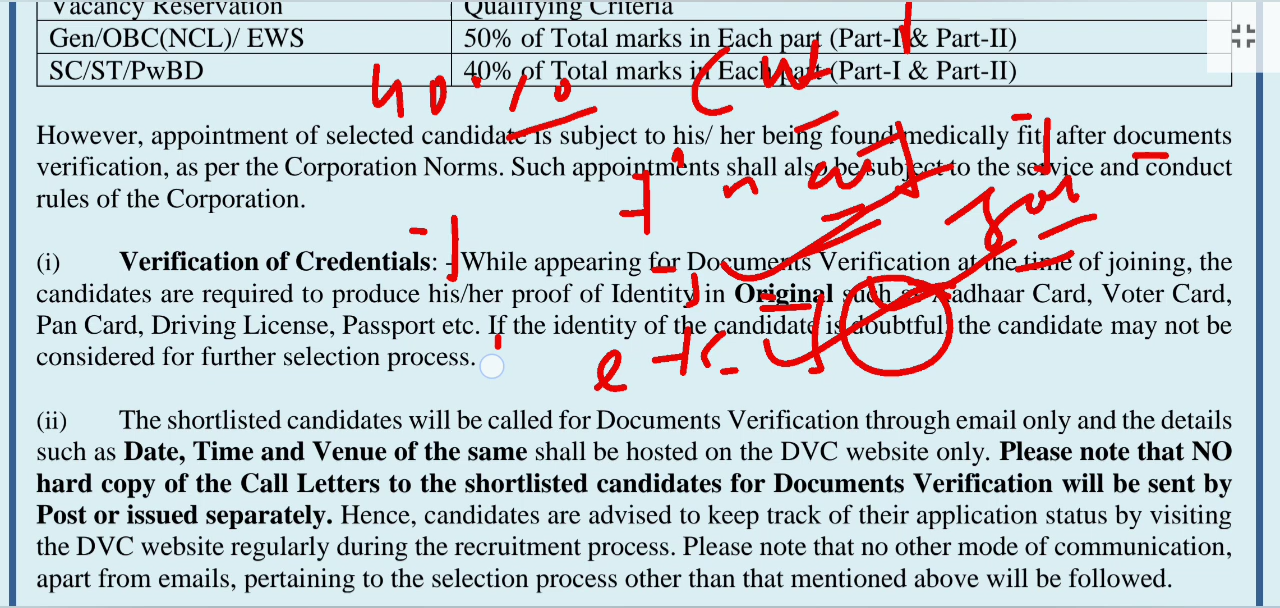 Vacancy Reservation Qualifying Criteria
Gen/OBC(NCL)/ EWS 50% of Total marks in Each part (Part-I & Part-II)
SC/ST/PwBD 40% of Total marks in Each part (Part-I & Part-II)
40%
However, appointment of selected candidate is subject to his/ her being found medically fit, after documents
verification, as per the Corporation Norms. Such appointments shall also be subject to the service and conduct
rules of the Corporation.
(i) Verification of Credentials: - While appearing for Documents Verification at the time of joining, the
candidates are required to produce his/her proof of Identity in Original such as Aadhaar Card, Voter Card,
Pan Card, Driving License, Passport etc. If the identity of the candidate is doubtful, the candidate may not be
considered for further selection process.
etc
(ii) The shortlisted candidates will be called for Documents Verification through email only and the details
such as Date, Time and Venue of the same shall be hosted on the DVC website only. Please note that NO
hard copy of the Call Letters to the shortlisted candidates for Documents Verification will be sent by
Post or issued separately. Hence, candidates are advised to keep track of their application status by visiting
the DVC website regularly during the recruitment process. Please note that no other mode of communication,
apart from emails, pertaining to the selection process other than that mentioned above will be followed.